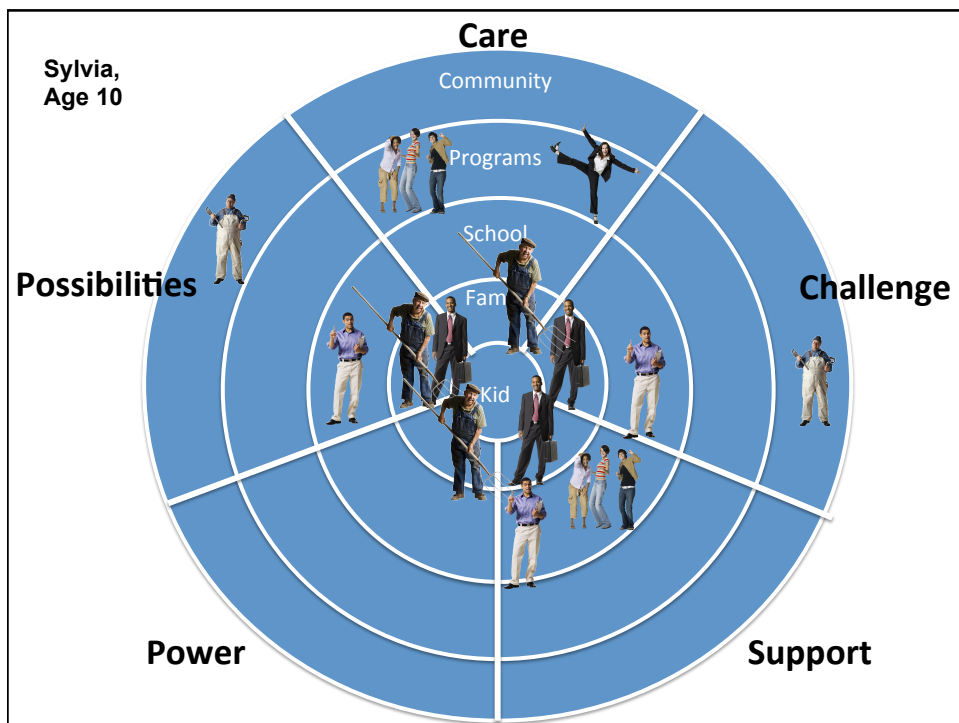 Care
Sylvia,
Age 10
Community
Programs
School
Fam
Possibilities
Challenge
Kid
Power
Support